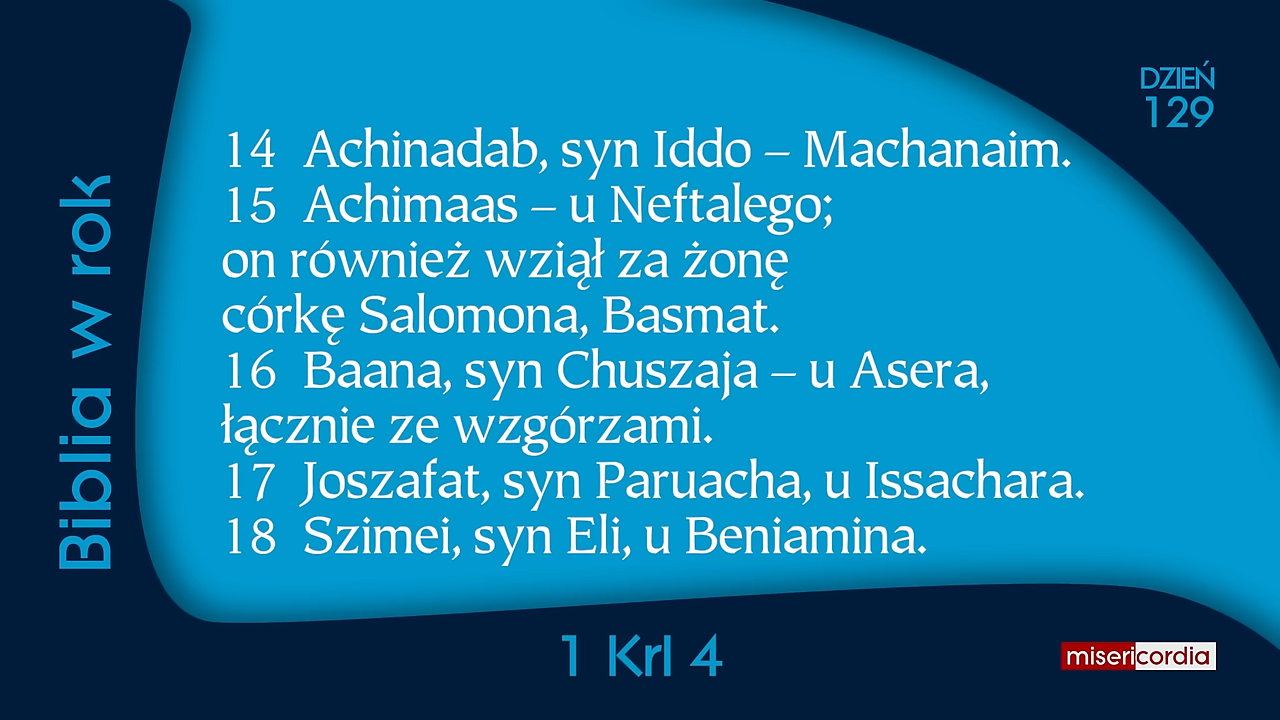 DZIEŃ
129
14 Achinadab, syn Iddo – Machanaim.
15 Achimaas – u Neftalego;
on również wziął za żonę
córkę Salomona, Basmat.
16 Baana, syn Chuszaja – u Asera,
łącznie ze wzgórzami.
17 Joszafat, syn Paruacha, u Issachara.
18 Szimei, syn Eli, u Beniamina.
Biblia w rok
1 Krl 4
misericordia